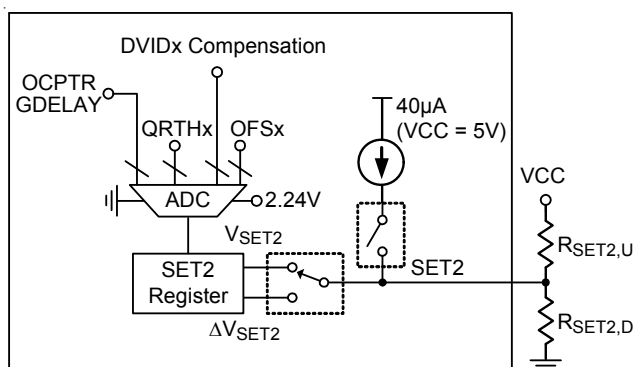 DVIDx Compensation
OCPTR
GDELAY
QRTHx
OFSx
40µA
(VCC = 5V)
VCC
ADC
2.24V
VSET2
SET2
RSET2,U
SET2
Register
RSET2,D
ΔVSET2